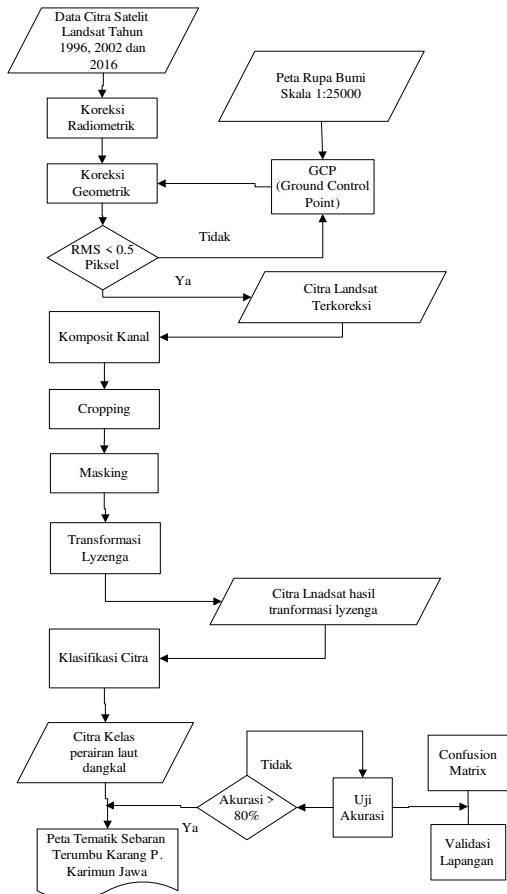 Data Citra Satelit
Landsat Tahun
1996, 2002 dan
2016
Peta Rupa Bumi
Skala 1:25000
Koreksi
Radiometrik
Koreksi
Geometrik
GCP
(Ground Control
Point)
RMS < 0.5
Piksel
Tidak
Ya
Citra Landsat
Terkoreksi
Komposit Kanal
Cropping
Masking
Transformasi
Lyzenga
Citra Lnadsat hasil
tranformasi lyzenga
Klasifikasi Citra
Citra Kelas
perairan laut
dangkal
Tidak
Akurasi >
80%
Ya
Uji
Akurasi
Confusion
Matrix
Validasi
Lapangan
Peta Tematik Sebaran
Terumbu Karang P.
Karimun Jawa